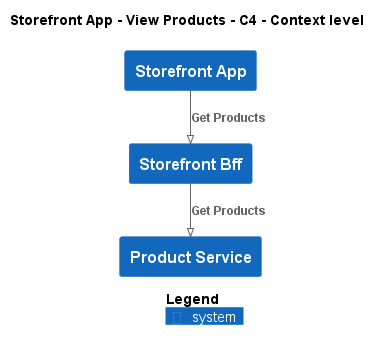 Storefront App - View Products - C4 - Context level
Storefront App
Get Products
Storefront Bff
Get Products
Product Service
Legend
system